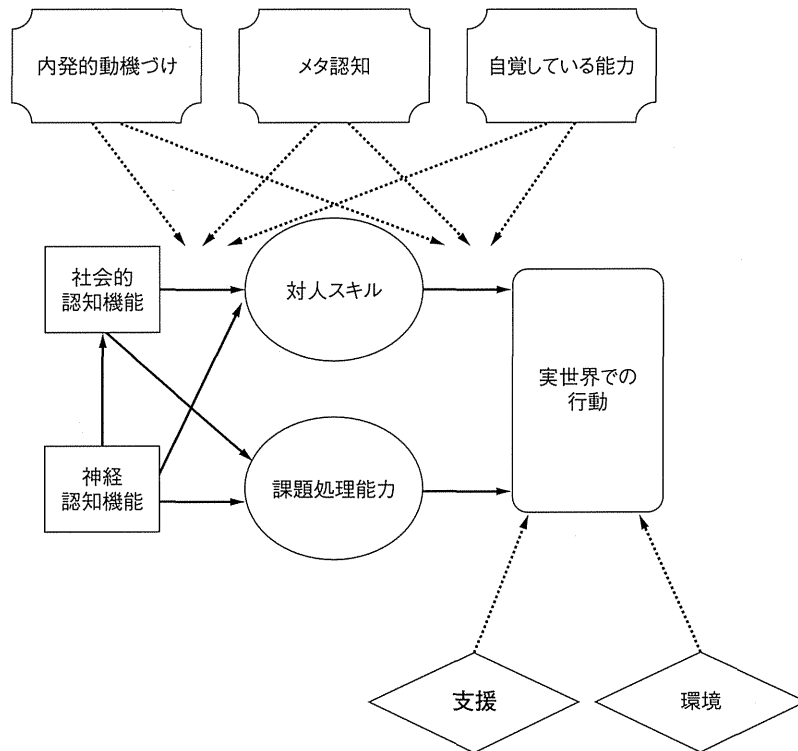 内発的動機づけ
メタ認知
自覚している能力
社会的
認知機能
対人スキル
実世界での
行動
神経
認知機能
課題処理能力
支援
環境